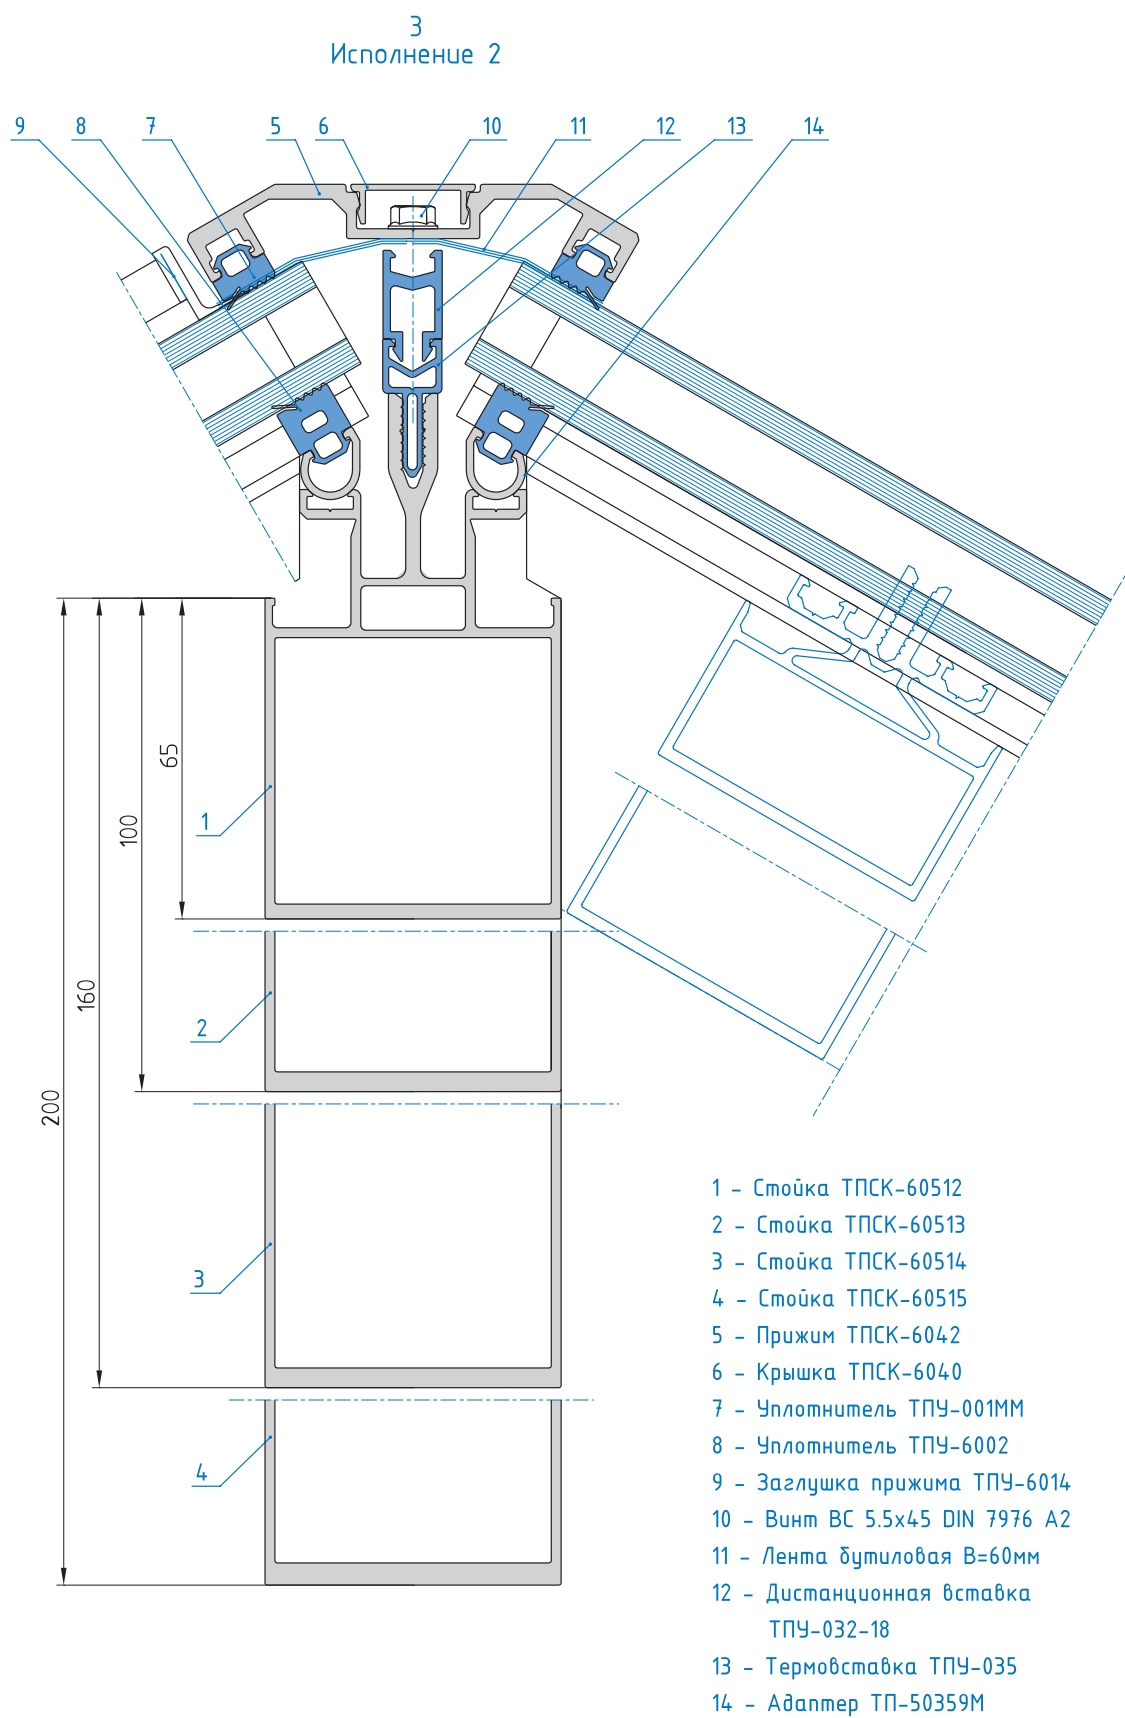 3
Исполнение 2
9 8 7 5 6 10 11 12 13 14
65
1
100
160
2
200
3
4
1 – Стойка ТПСК-60512
2 – Стойка ТПСК-60513
3 – Стойка ТПСК-60514
4 – Стойка ТПСК-60515
5 – Прижим ТПСК-6042
6 – Крышка ТПСК-6040
7 – Уплотнитель ТПУ-001ММ
8 – Уплотнитель ТПУ-6002
9 – Заглушка прижима ТПУ-6014
10 – Винт ВС 5.5х45 DIN 7976 А2
11 – Лента бутиловая В=60мм
12 – Дистанционная вставка
ТПУ-032-18
13 – Термовставка ТПУ-035
14 – Адаптер ТП-50359М